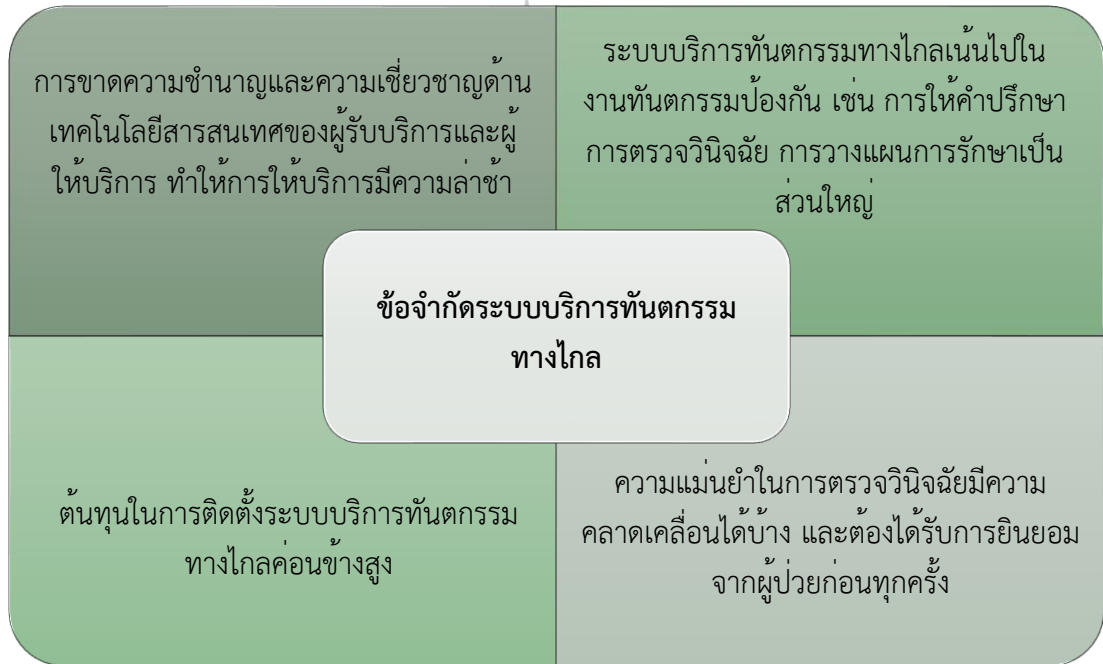 การขาดความชำนาญและความเชี่ยวชาญด้าน
เทคโนโลยีสารสนเทศของผู้รับบริการและผู้
ให้บริการ ทำให้การให้บริการมีความล่าช้า
ระบบบริการทันตกรรมทางไกลเน้นไปใน
งานทันตกรรมป้องกัน เช่น การให้คำปรึกษา
การตรวจวินิจฉัย การวางแผนการรักษาเป็น
ส่วนใหญ่
ข้อจำกัดระบบบริการทันตกรรม
ทางไกล
ต้นทุนในการติดตั้งระบบบริการทันตกรรม
ทางไกลค่อนข้างสูง
ความแม่นยำในการตรวจวินิจฉัยมีความ
คลาดเคลื่อนได้บ้าง และต้องได้รับการยินยอม
จากผู้ป่วยก่อนทุกครั้ง